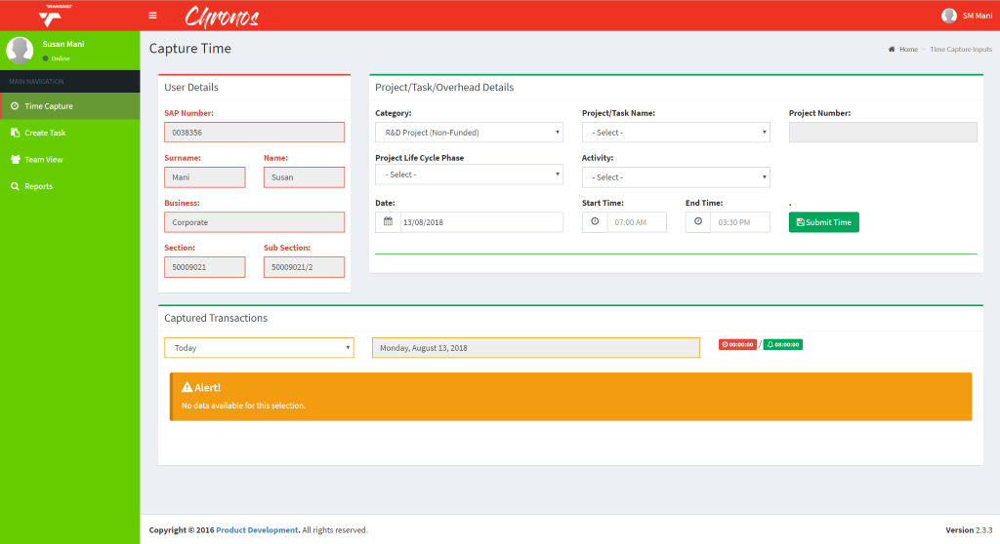 TRANSNET
Chronos
SM Mani
Susan Mani
Online
MAIN NAVIGATION
Time Capture
Create Task
Team View
Reports
Capture Time
Home
Time Capture Inputs
User Details
SAP Number:
0038356
Surname:
Name:
Mani
Susan
Business:
Corporate
Section:
Sub Section:
50009021
50009021/2
Project/Task/Overhead Details
Category:
Project/Task Name:
Project Number:
R&D Project (Non-Funded)
- Select -
Project Life Cycle Phase
Activity:
- Select -
- Select -
Date:
Start Time:
End Time:
.
13/08/2018
07:00 AM
03:30 PM
Submit Time
Captured Transactions
Today
Monday, August 13, 2018
00:00:00 / 08:00:00
Alert!
No data available for this selection.
Copyright © 2016 Product Development. All rights reserved.
Version 2.3.3